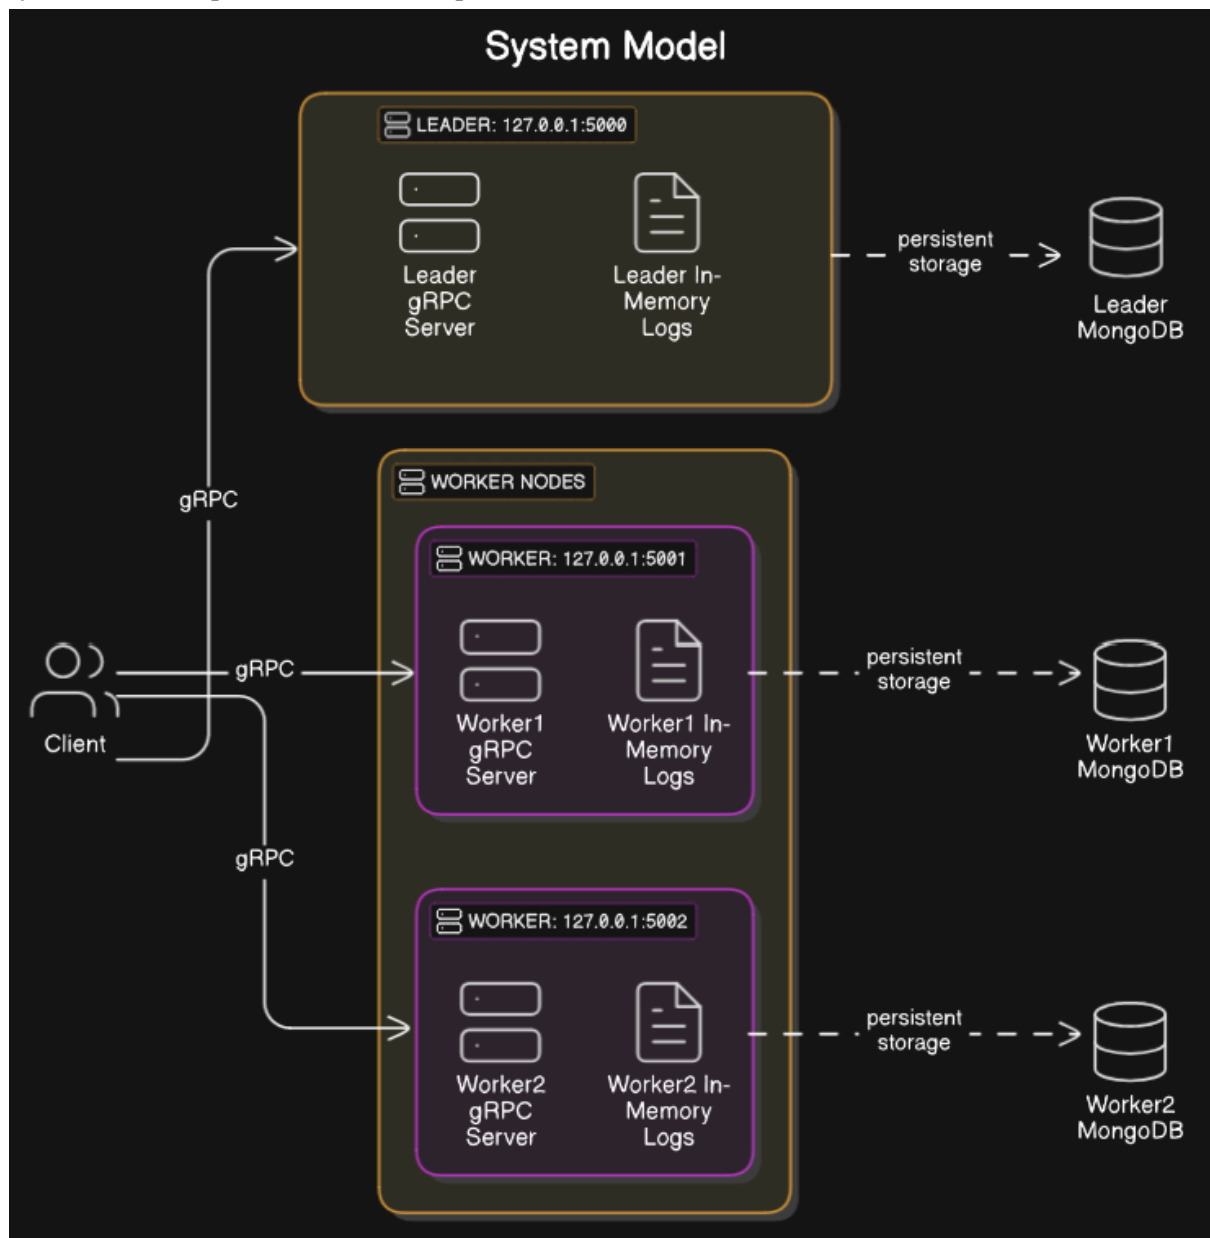 System Model
LEADER: 127.0.0.1:5000
Leader
gRPC
Server
Leader In-
Memory
Logs
persistent
storage
Leader
MongoDB
gRPC
WORKER NODES
WORKER: 127.0.0.1:5001
gRPC
Client
Worker1
gRPC
Server
Worker1 In-
Memory
Logs
persistent
storage
Worker1
MongoDB
gRPC
WORKER: 127.0.0.1:5002
Worker2
gRPC
Server
Worker2 In-
Memory
Logs
persistent
storage
Worker2
MongoDB